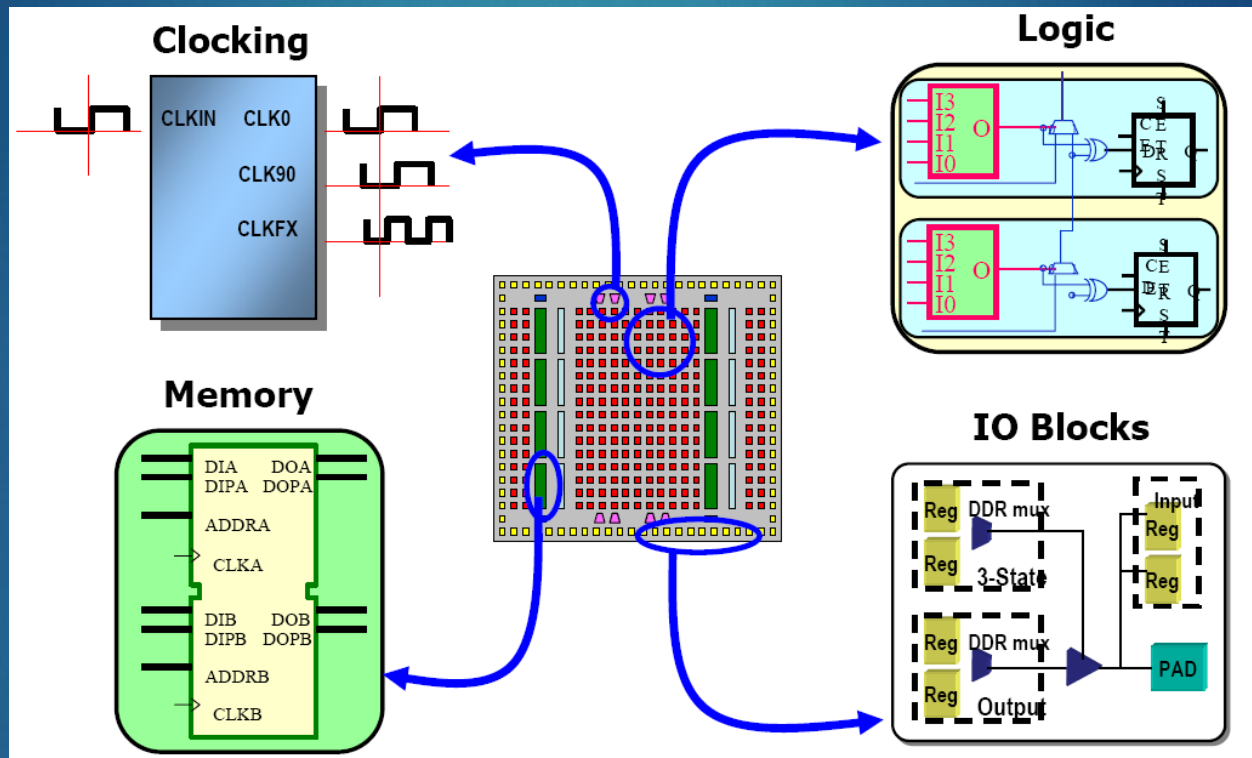 Clocking
CLKIN CLK0
CLK90
CLKFX
Logic
I3
I2
I1
I0
O
S
CE
ET
DR
Q
S
T
I3
I2
I1
I0
O
S
CE
D
R
Q
S
T
Memory
DIA DOA
DIPA DOPA
ADDRA
CLKA
DIB DOB
DIPB DOPB
ADDRB
CLKB
IO Blocks
Reg DDR mux
Reg
3-State
Input
Reg
Reg
Reg DDR mux
Reg
Output
PAD